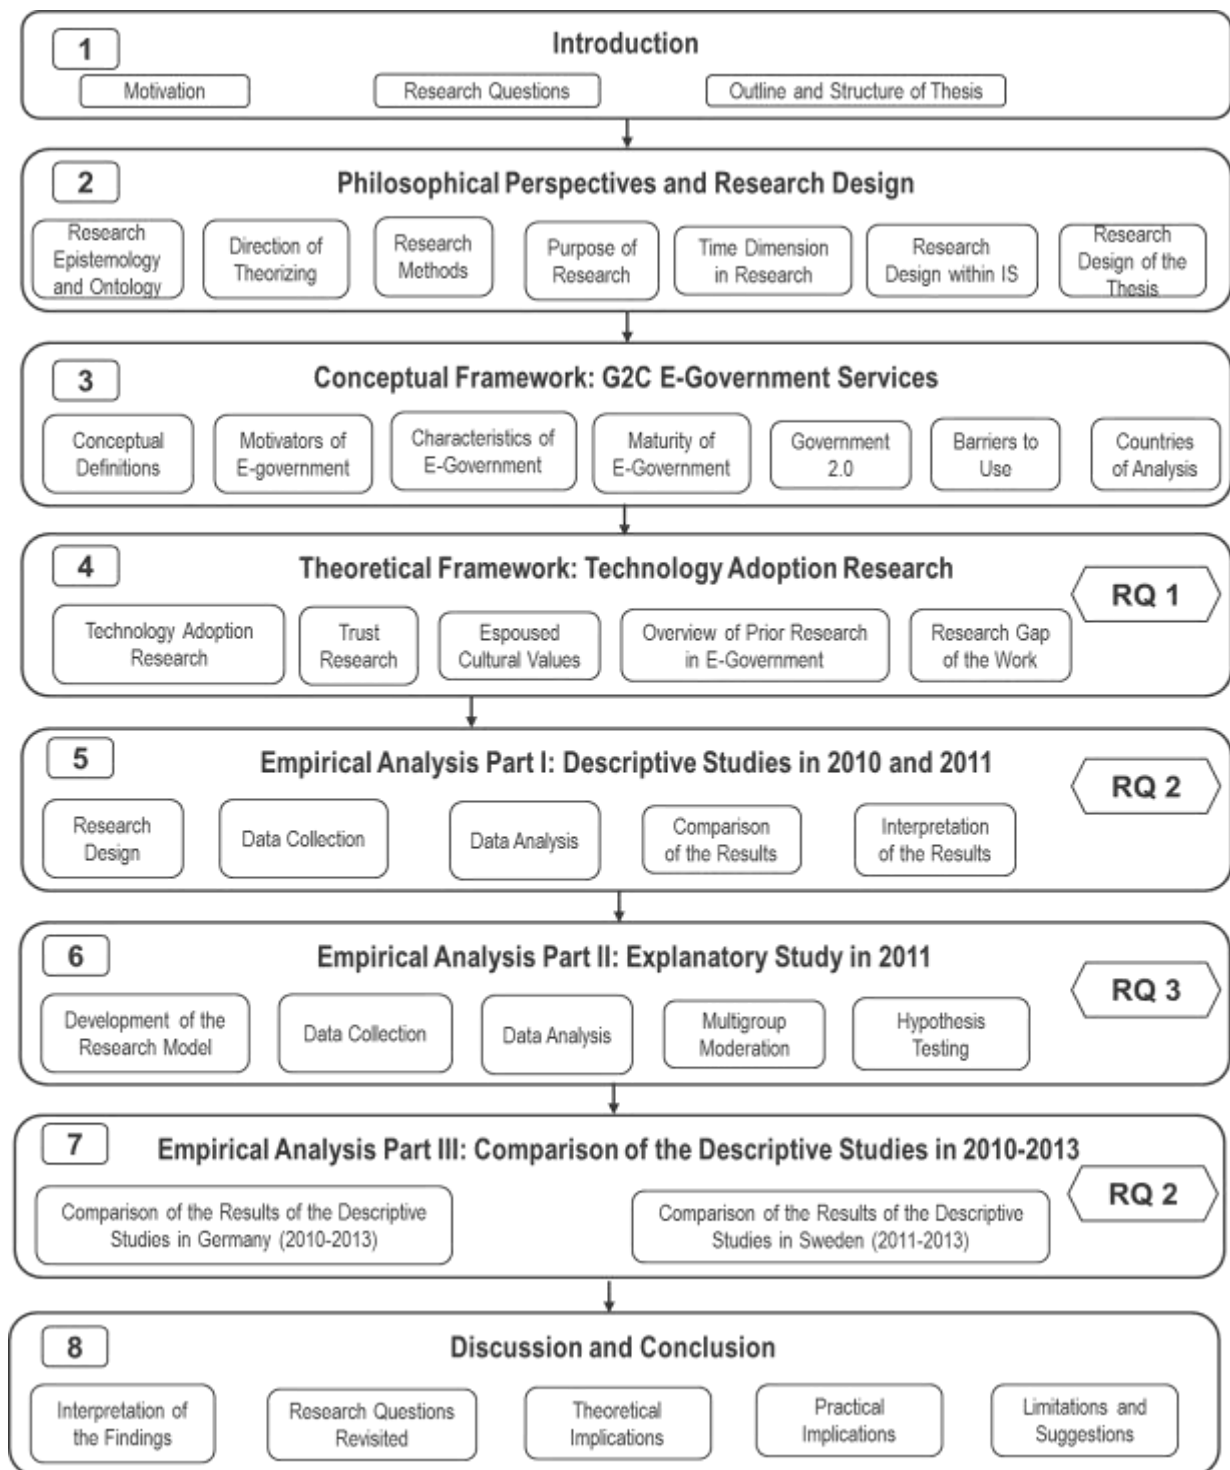 1
Introduction
Motivation
Research Questions
Outline and Structure of Thesis
2
Philosophical Perspectives and Research Design
Research
Epistemology
and Ontology
Direction of
Theorizing
Research
Methods
Purpose of
Research
Time Dimension
in Research
Research
Design within IS
Research
Design of the
Thesis
3
Conceptual Framework: G2C E-Government Services
Conceptual
Definitions
Motivators of
E-government
Characteristics of
E-Government
Maturity of
E-Government
Government
2.0
Barriers to
Use
Countries
of Analysis
4
Theoretical Framework: Technology Adoption Research
RQ 1
Technology Adoption
Research
Trust
Research
Espoused
Cultural Values
Overview of Prior Research
in E-Government
Research Gap
of the Work
5
Empirical Analysis Part I: Descriptive Studies in 2010 and 2011
RQ 2
Research
Design
Data Collection
Data Analysis
Comparison
of the Results
Interpretation
of the Results
6
Empirical Analysis Part II: Explanatory Study in 2011
RQ 3
Development of the
Research Model
Data Collection
Data Analysis
Multigroup
Moderation
Hypothesis
Testing
7
Empirical Analysis Part III: Comparison of the Descriptive Studies in 2010-2013
RQ 2
Comparison of the Results of the Descriptive
Studies in Germany (2010-2013)
Comparison of the Results of the Descriptive
Studies in Sweden (2011-2013)
8
Discussion and Conclusion
Interpretation of
the Findings
Research Questions
Revisited
Theoretical
Implications
Practical
Implications
Limitations and
Suggestions